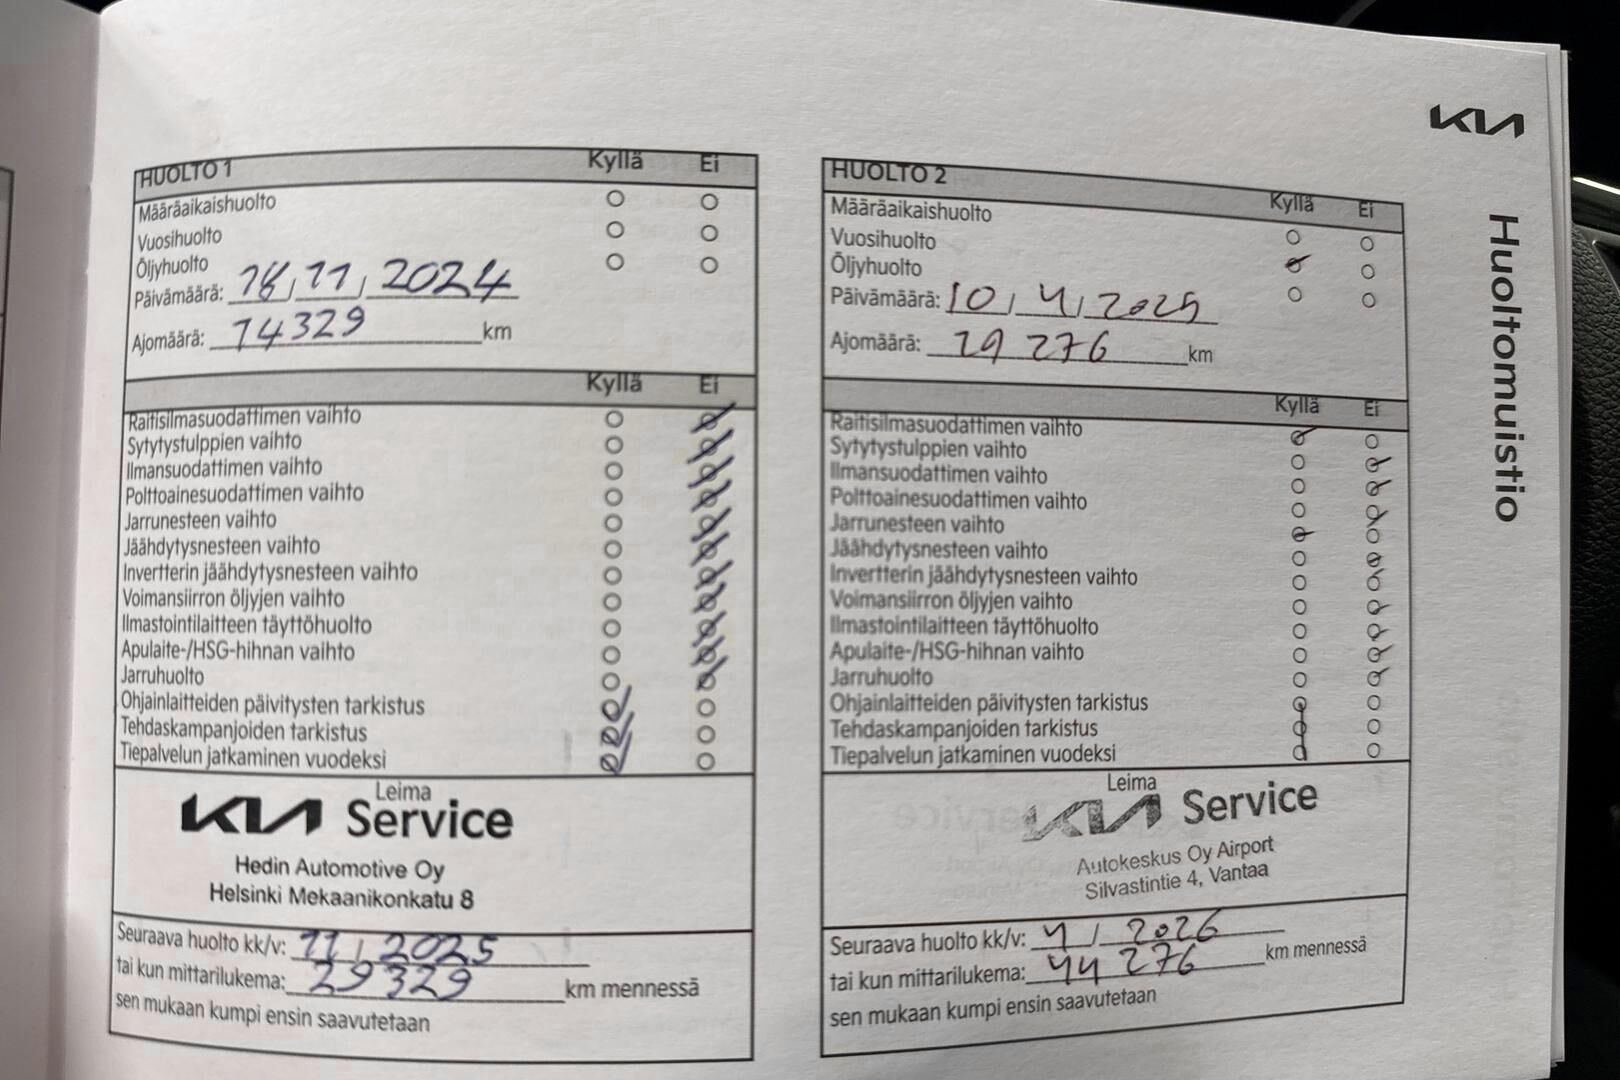 KIA
Huoltomuistio
HUOLTO 1 Kyllä Ei
Määräaikaishuolto
Vuosihuolto
Öljyhuolto
Päivämäärä: 18, 11, 2024
Ajomäärä: 14329 km
Kyllä Ei
Raitisilmasuodattimen vaihto
Sytytystulppien vaihto
Ilmansuodattimen vaihto
Polttoainesuodattimen vaihto
Jarrunesteen vaihto
Jäähdytysnesteen vaihto
Invertterin jäähdytysnesteen vaihto
Voimansiirron öljyjen vaihto
Ilmastointilaitteen täyttöhuolto
Apulaite-/HSG-hihnan vaihto
Jarruhuolto
Ohjainlaitteiden päivitysten tarkistus
Tehdaskampanjoiden tarkistus
Tiepalvelun jatkaminen vuodeksi
Leima
KIA Service
Hedin Automotive Oy
Helsinki Mekaanikonkatu 8
Seuraava huolto kk/v: 11, 2025
tai kun mittarilukema: 29329 km mennessä
sen mukaan kumpi ensin saavutetaan
HUOLTO 2 Kyllä Ei
Määräaikaishuolto
Vuosihuolto
Öljyhuolto
Päivämäärä: 10, 4, 2025
Ajomäärä: 29 276 km
Kyllä Ei
Raitisilmasuodattimen vaihto
Sytytystulppien vaihto
Ilmansuodattimen vaihto
Polttoainesuodattimen vaihto
Jarrunesteen vaihto
Jäähdytysnesteen vaihto
Invertterin jäähdytysnesteen vaihto
Voimansiirron öljyjen vaihto
Ilmastointilaitteen täyttöhuolto
Apulaite-/HSG-hihnan vaihto
Jarruhuolto
Ohjainlaitteiden päivitysten tarkistus
Tehdaskampanjoiden tarkistus
Tiepalvelun jatkaminen vuodeksi
Leima
KIA Service
Autokeskus Oy Airport
Silvastintie 4, Vantaa
Seuraava huolto kk/v: 4, 2026
tai kun mittarilukema: 44 276 km mennessä
sen mukaan kumpi ensin saavutetaan